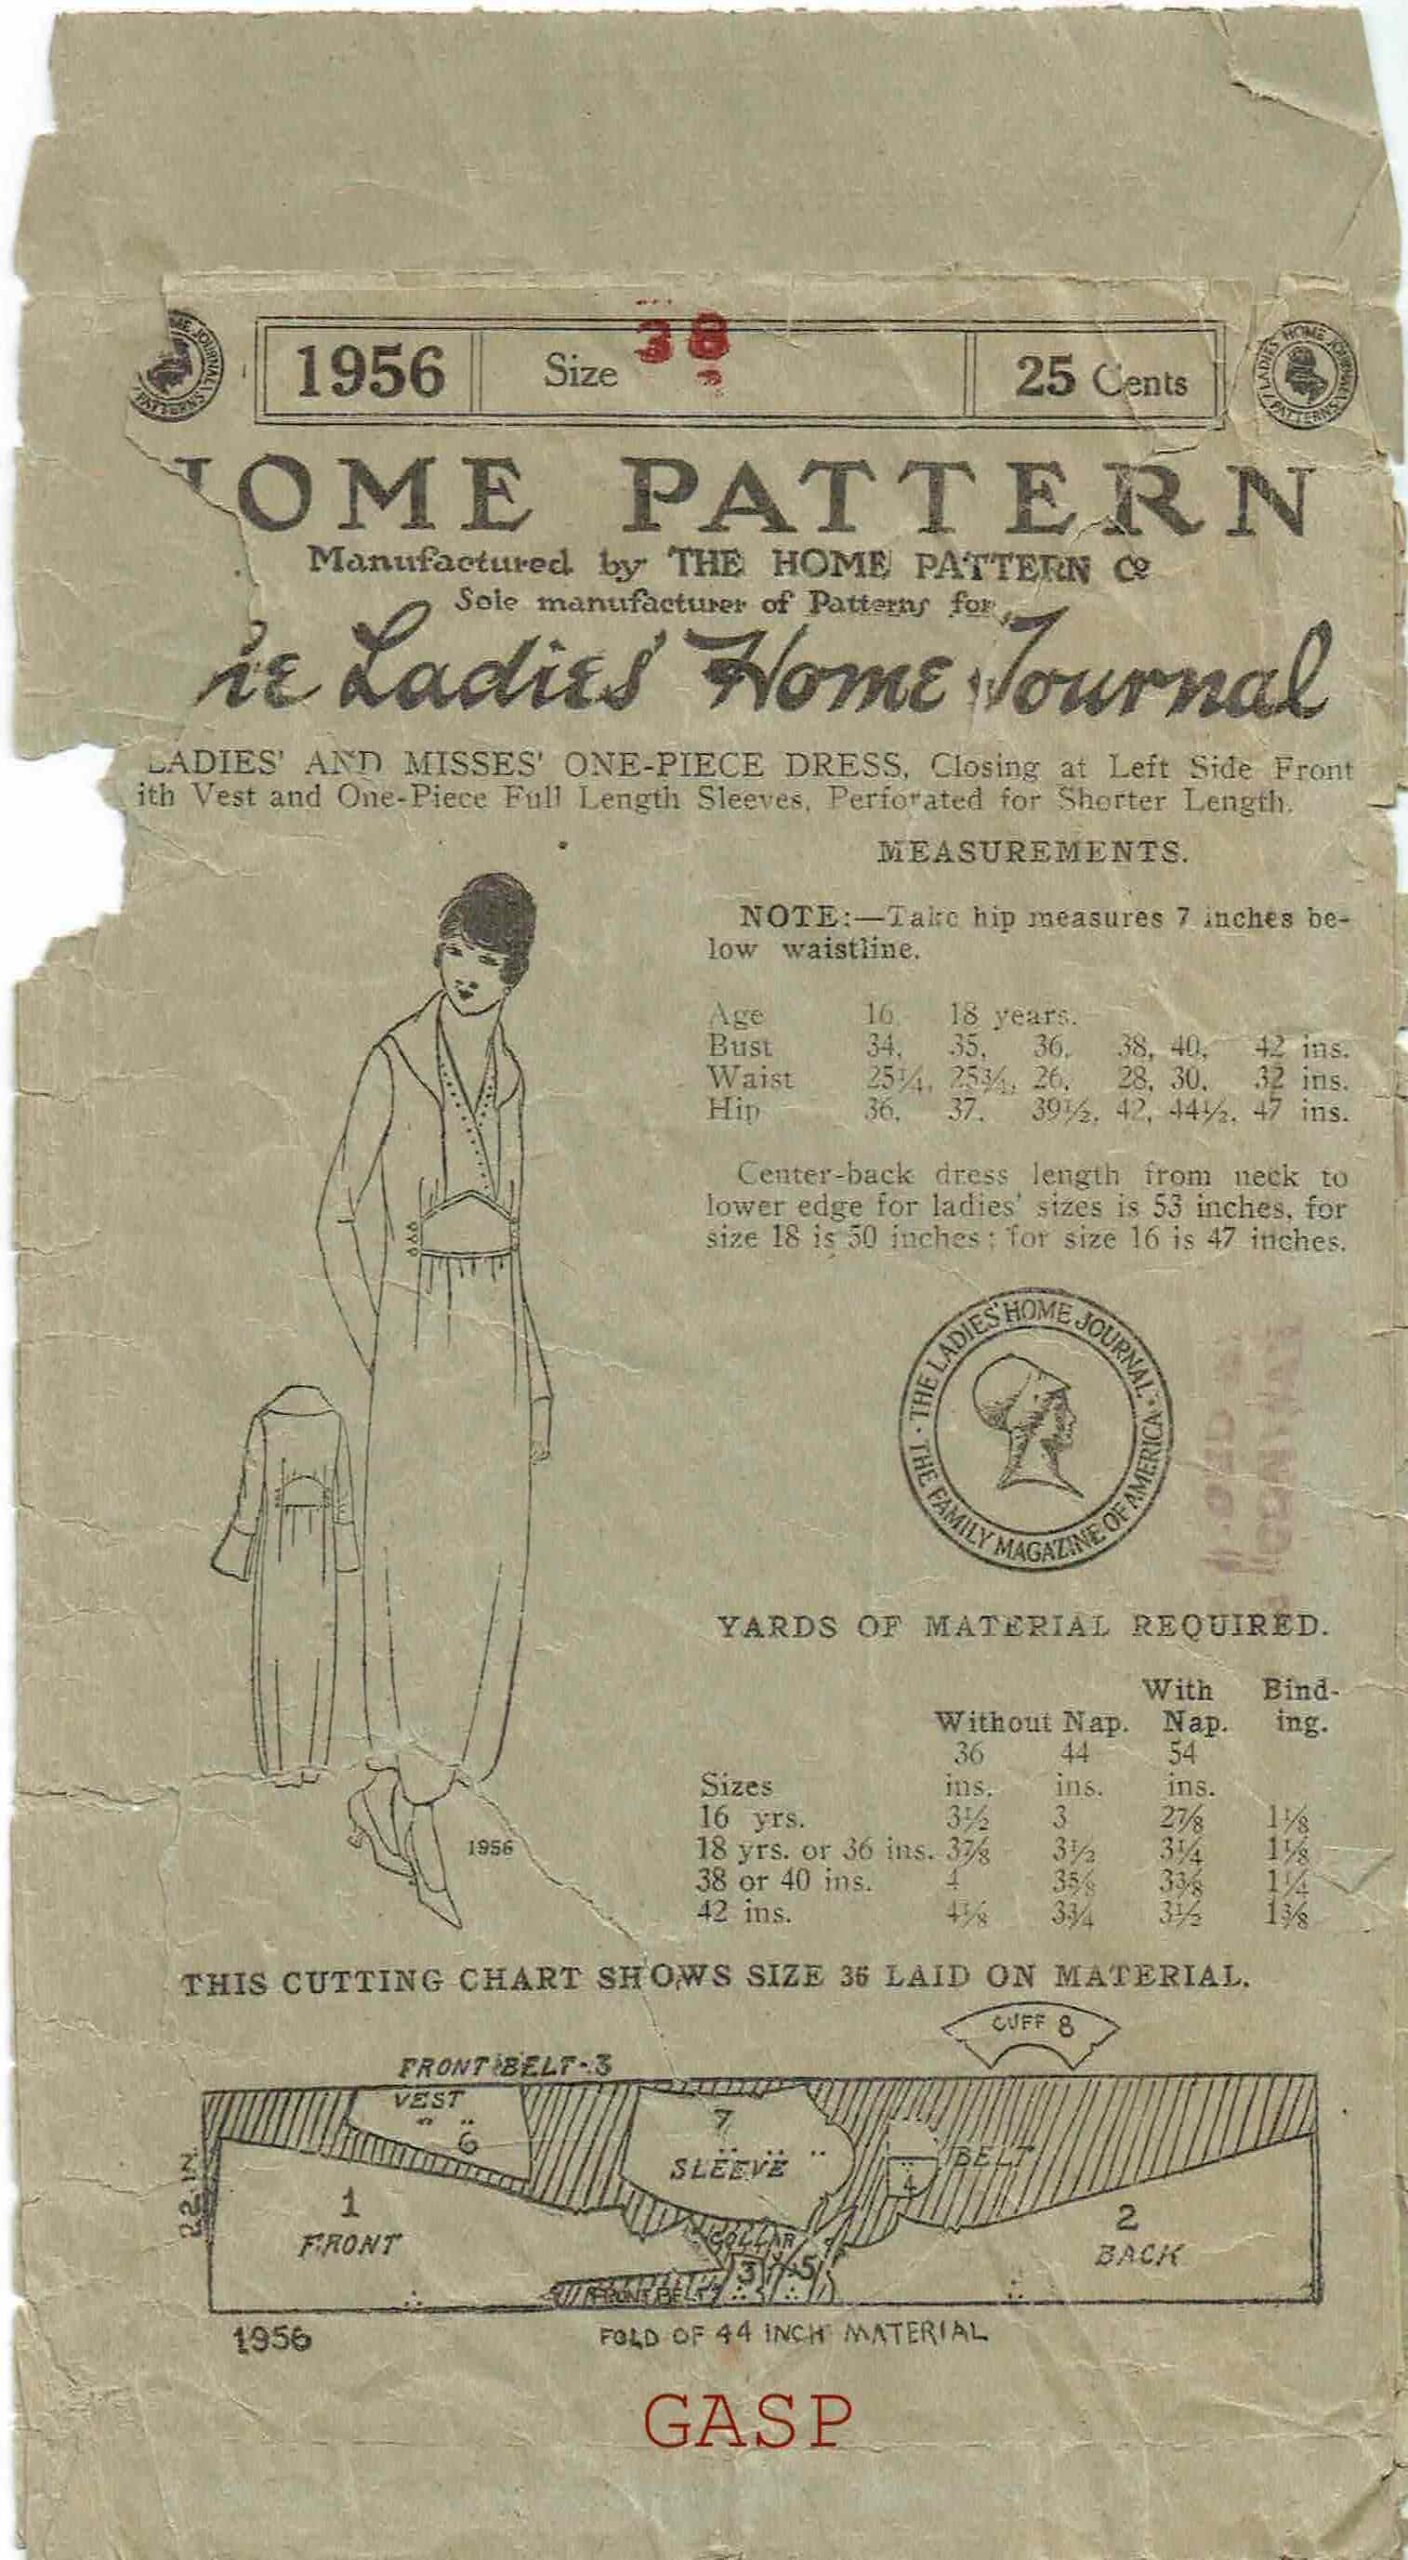 1956 Size 38 25 Cents
LADIES HOME JOURNAL PATTERNS
HOME PATTERN
Manufactured by THE HOME PATTERN Co
Sole manufacturer of Patterns for
Ladies' Home Journal
LADIES' AND MISSES' ONE-PIECE DRESS, Closing at Left Side Front
ith Vest and One-Piece Full Length Sleeves, Perforated for Shorter Length.
MEASUREMENTS.
NOTE:—Take hip measures 7 inches be-
low waistline.
Age 16 18 years.
Bust 34, 35, 36, 38, 40, 42 ins.
Waist 25¼, 25¾, 26, 28, 30, 32 ins.
Hip 36, 37, 39½, 42, 44½, 47 ins.
Center-back dress length from neck to
lower edge for ladies' sizes is 53 inches, for
size 18 is 50 inches; for size 16 is 47 inches.
· THE LADIES' HOME JOURNAL ·
THE FAMILY MAGAZINE OF AMERICA
YARDS OF MATERIAL REQUIRED.
With Bind-
Without Nap. Nap. ing.
36 44 54
Sizes ins. ins. ins.
16 yrs. 3½ 3 2⅞ 1⅛
18 yrs. or 36 ins. 3⅞ 3½ 3¼ 1⅛
38 or 40 ins. 4 3⅝ 3⅜ 1¼
42 ins. 4⅛ 3¾ 3½ 1⅜
1956
THIS CUTTING CHART SHOWS SIZE 36 LAID ON MATERIAL.
CUFF 8
FRONT BELT-3
VEST
6
7
SLEEVE
4
BELT
22 IN.
1
FRONT
2
BACK
COLLAR
3
5
FRONT BELT
1956
FOLD OF 44 INCH MATERIAL
GASP